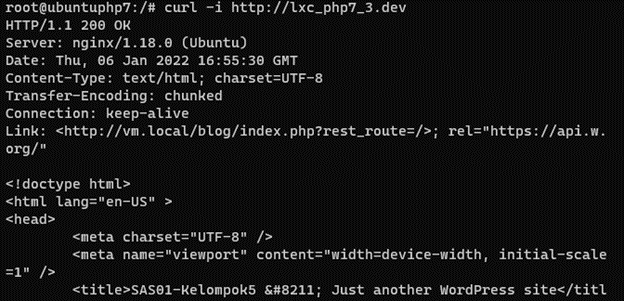 root@ubuntuphp7:/# curl -i http://lxc_php7_3.dev
HTTP/1.1 200 OK
Server: nginx/1.18.0 (Ubuntu)
Date: Thu, 06 Jan 2022 16:55:30 GMT
Content-Type: text/html; charset=UTF-8
Transfer-Encoding: chunked
Connection: keep-alive
Link: <http://vm.local/blog/index.php?rest_route=/>; rel="https://api.w.
org/"

<!doctype html>
<html lang="en-US" >
<head>
        <meta charset="UTF-8" />
        <meta name="viewport" content="width=device-width, initial-scale
=1" />
        <title>SAS01-Kelompok5 &#8211; Just another WordPress site</titl